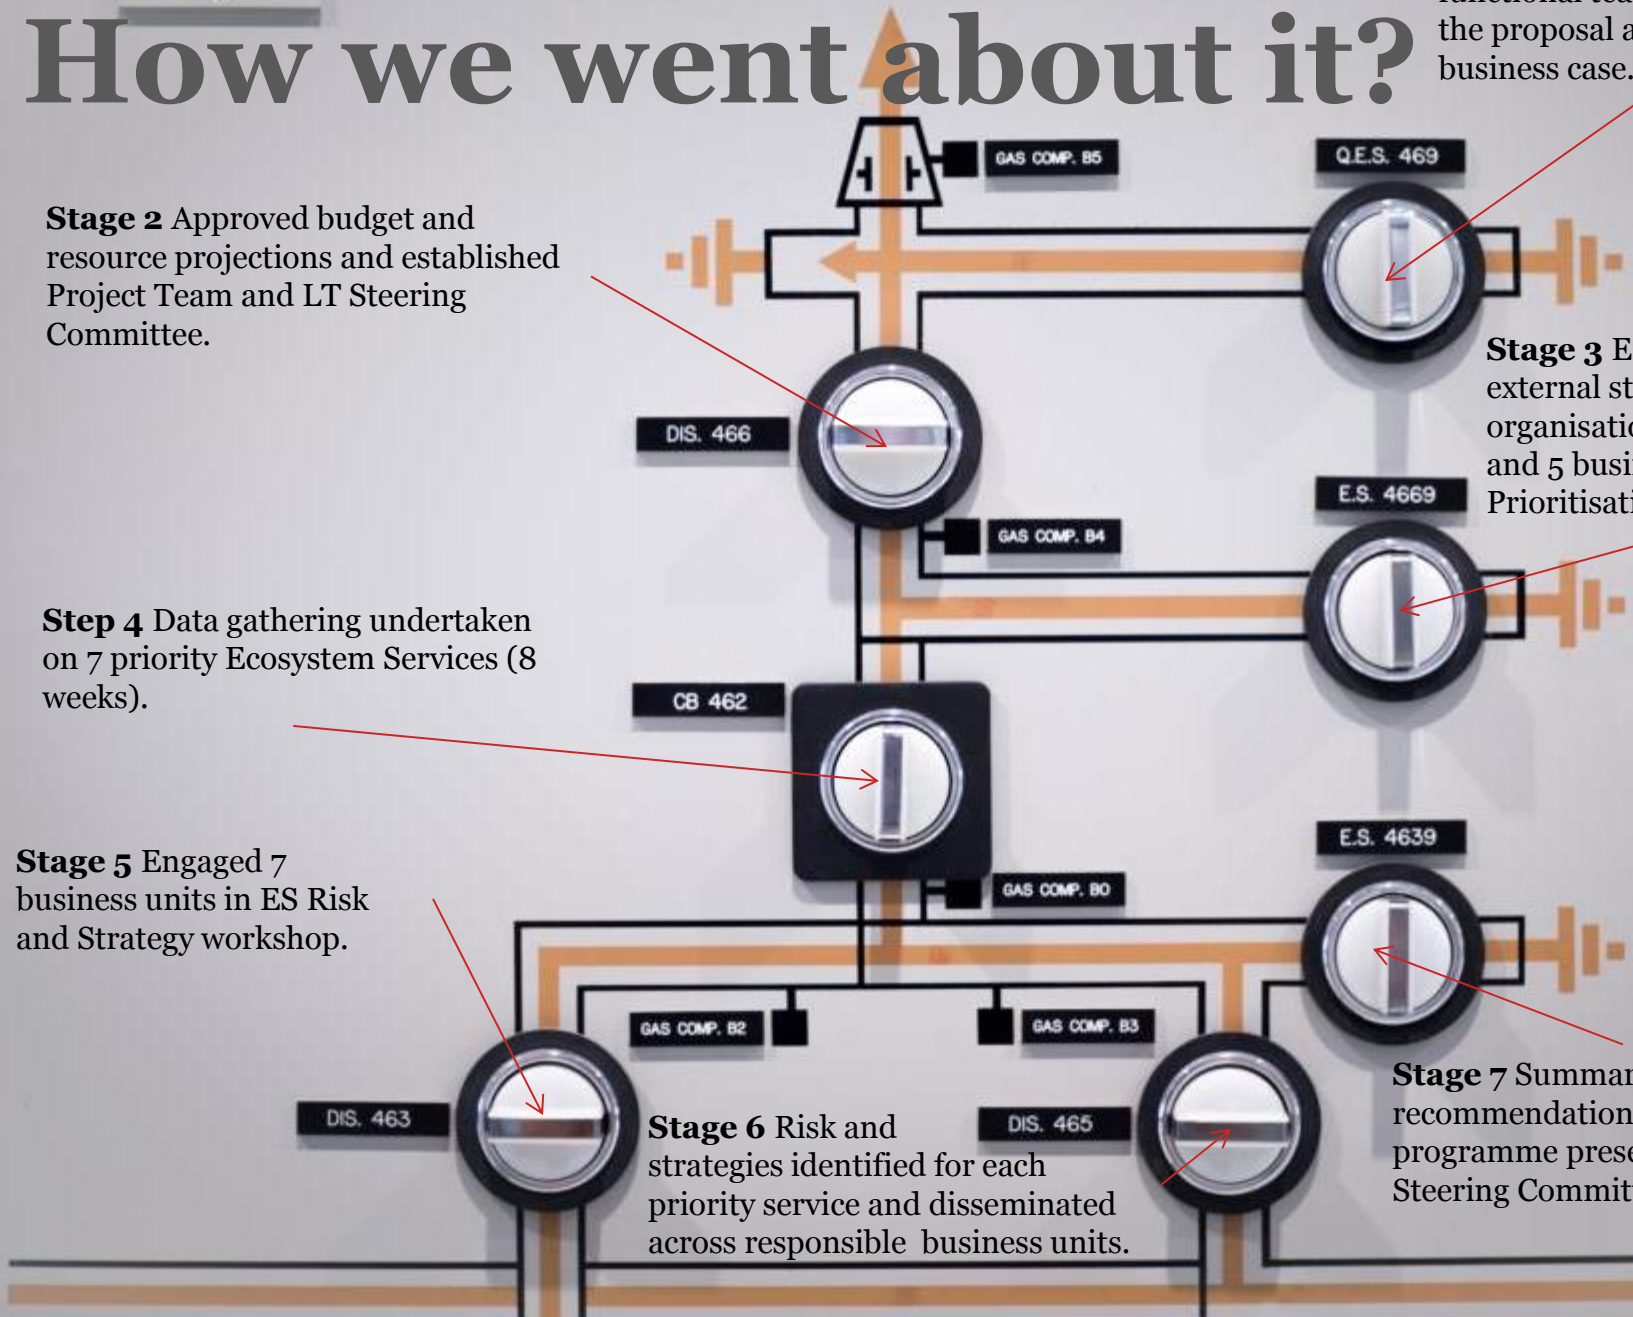 How we went about it?
the proposal a
business case.
GAS COMP. B5
Q.E.S. 469
Stage 2 Approved budget and
resource projections and established
Project Team and LT Steering
Committee.
DIS. 466
Stage 3 E
external st
organisatio
and 5 busi
Prioritisati
E.S. 4669
GAS COMP. B4
Step 4 Data gathering undertaken
on 7 priority Ecosystem Services (8
weeks).
CB 462
E.S. 4639
Stage 5 Engaged 7
business units in ES Risk
and Strategy workshop.
GAS COMP. BO
GAS COMP. B2
GAS COMP. B3
DIS. 463
Stage 6 Risk and
strategies identified for each
priority service and disseminated
across responsible business units.
DIS. 465
Stage 7 Summar
recommendation
programme prese
Steering Committ